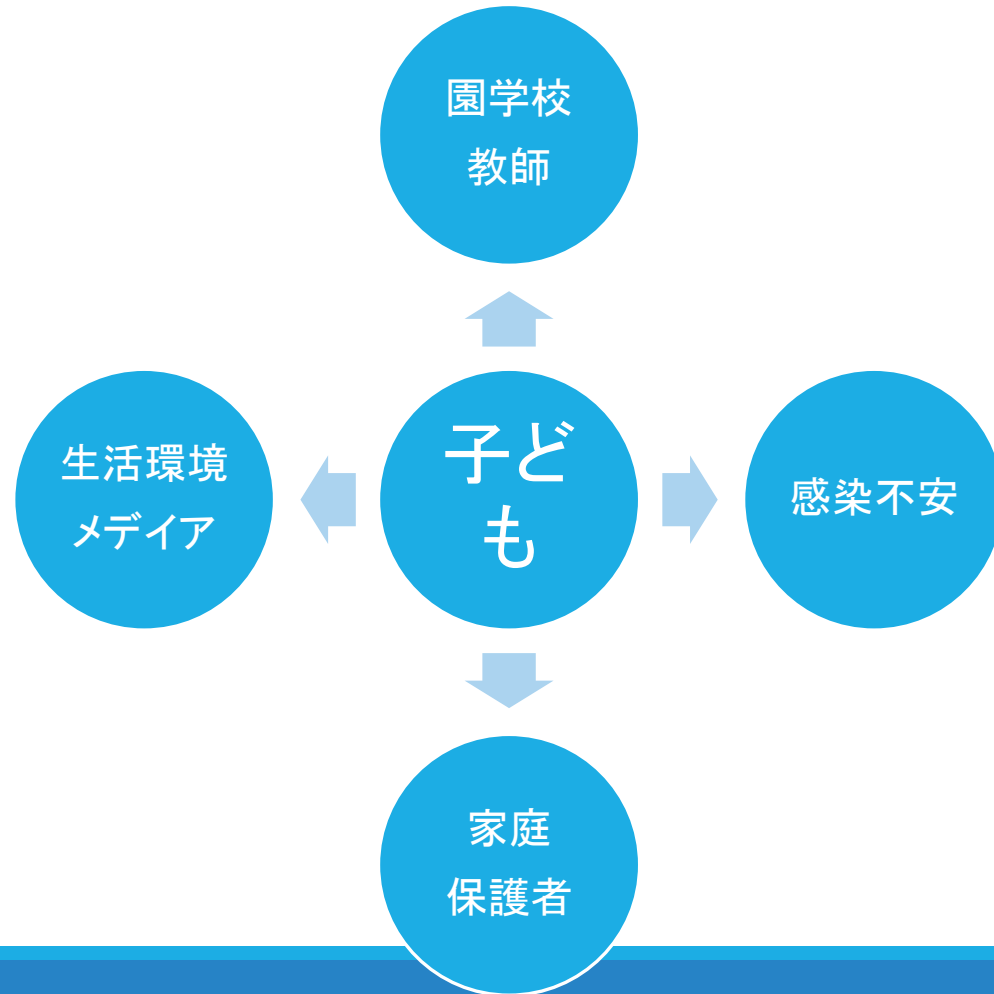 園学校
教師
生活環境
メデイア
子ど
も
感染不安
家庭
保護者